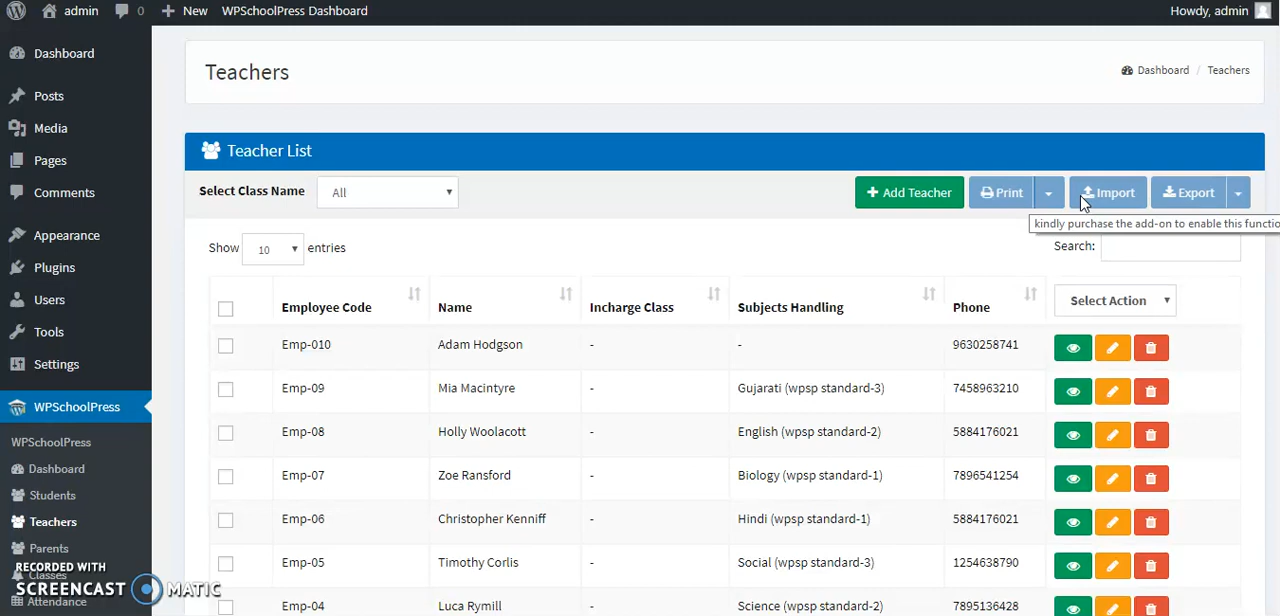 admin 0 New WPSchoolPress Dashboard Howdy, admin
Dashboard
Posts
Media
Pages
Comments
Appearance
Plugins
Users
Tools
Settings
WPSchoolPress
WPSchoolPress
Dashboard
Students
Teachers
Parents
Classes
Attendance
RECORDED WITH
SCREENCAST MATIC
Teachers
Dashboard / Teachers
Teacher List
Select Class Name All
Add Teacher Print Import Export
kindly purchase the add-on to enable this functio
Show 10 entries
Search:
Employee Code Name Incharge Class Subjects Handling Phone Select Action
Emp-010 Adam Hodgson - - 9630258741
Emp-09 Mia Macintyre - Gujarati (wpsp standard-3) 7458963210
Emp-08 Holly Woolacott - English (wpsp standard-2) 5884176021
Emp-07 Zoe Ransford - Biology (wpsp standard-1) 7896541254
Emp-06 Christopher Kenniff - Hindi (wpsp standard-1) 5884176021
Emp-05 Timothy Corlis - Social (wpsp standard-3) 1254638790
Emp-04 Luca Rymill - Science (wpsp standard-2) 7895136428